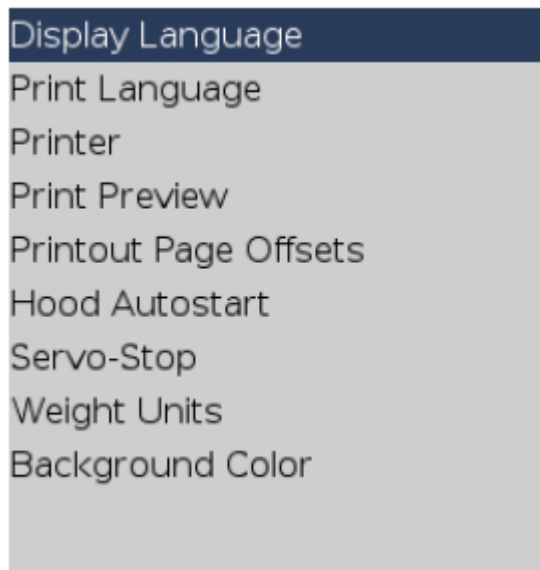 Display Language
Print Language
Printer
Print Preview
Printout Page Offsets
Hood Autostart
Servo-Stop
Weight Units
Background Color